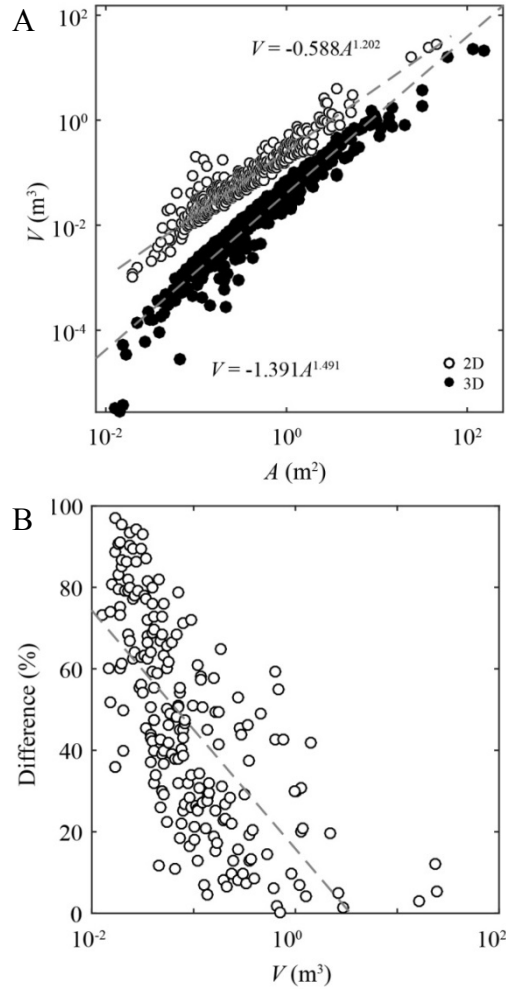 A
10²
V = -0.588A^1.202
10⁰
V (m³)
10⁻²
10⁻⁴
V = -1.391A^1.491
2D
3D
10⁻² 10⁰ 10²
A (m²)
B
100
80
60
Difference (%)
40
20
0
10⁻² 10⁰ 10²
V (m³)